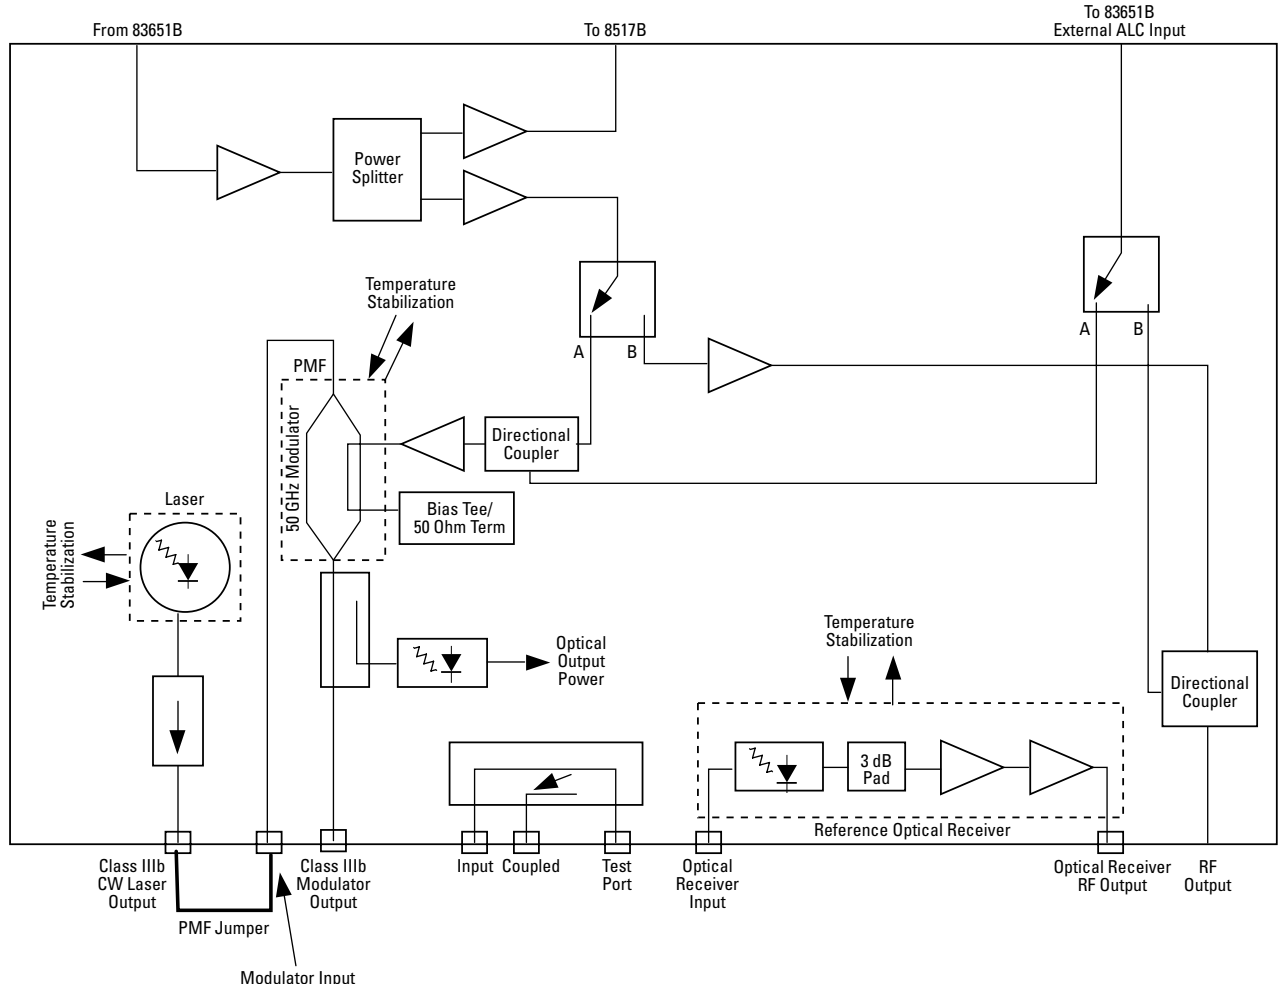 From 83651B
To 8517B
To 83651B
External ALC Input
Power
Splitter
Temperature
Stabilization
A
B
A
B
PMF
50 GHz Modulator
Directional
Coupler
Bias Tee/
50 Ohm Term
Laser
Temperature
Stabilization
Optical
Output
Power
Temperature
Stabilization
Directional
Coupler
3 dB
Pad
Reference Optical Receiver
Class IIIb
CW Laser
Output
Class IIIb
Modulator
Output
Input
Coupled
Test
Port
Optical
Receiver
Input
Optical Receiver
RF Output
RF
Output
PMF Jumper
Modulator Input